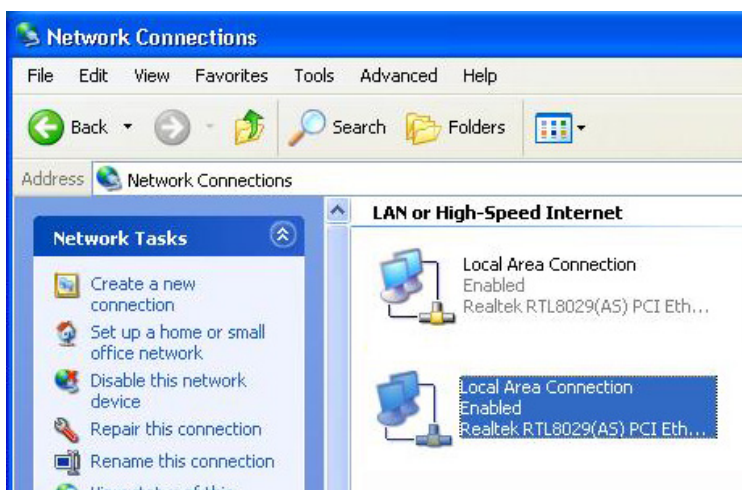 Network Connections
File Edit View Favorites Tools Advanced Help
Back Search Folders
Address Network Connections
Network Tasks
Create a new
connection
Set up a home or small
office network
Disable this network
device
Repair this connection
Rename this connection
LAN or High-Speed Internet
Local Area Connection
Enabled
Realtek RTL8029(AS) PCI Eth...
Local Area Connection
Enabled
Realtek RTL8029(AS) PCI Eth...